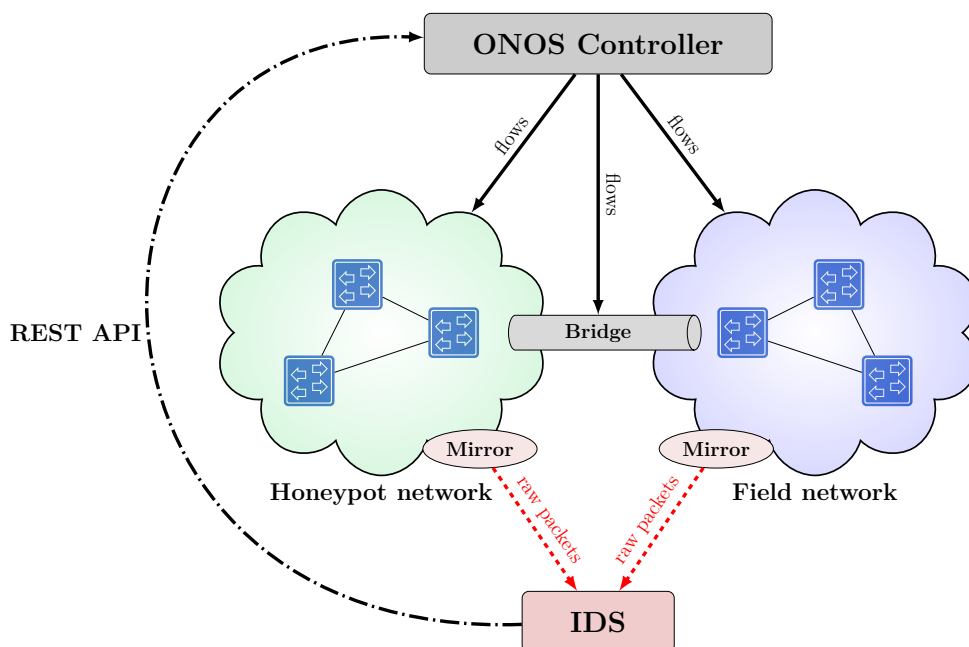 ONOS Controller
flows
flows
flows
REST API
Bridge
Mirror
Mirror
Honeypot network
Field network
raw packets
raw packets
IDS